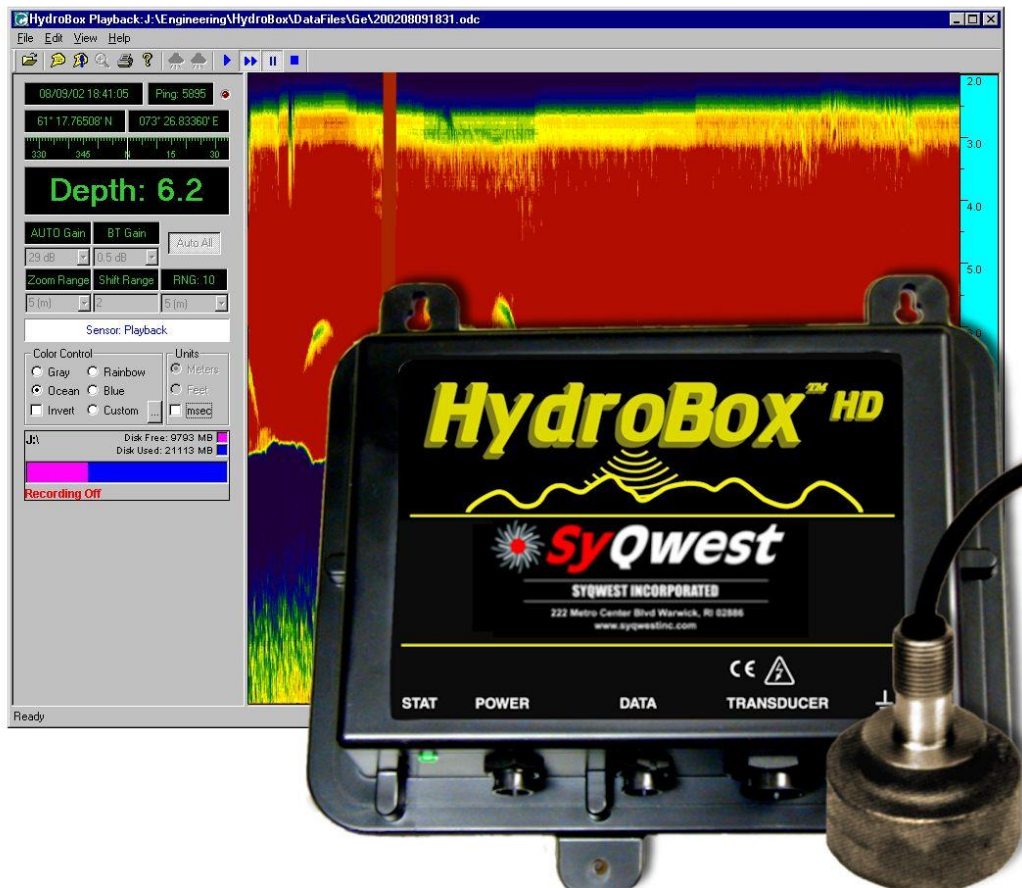 HydroBox Playback:J:\Engineering\HydroBox\DataFiles\Ge\200208091831.odc
File Edit View Help
08/09/02 18:41:05 Ping: 5895
61° 17.76508' N 073° 26.83360' E
330 345 N 15 30
Depth: 6.2
AUTO Gain BT Gain
Auto All
29 dB 0.5 dB
Zoom Range Shift Range RNG: 10
5 (m) 2 5 (m)
Sensor: Playback
Color Control Units
Gray Rainbow Meters
Ocean Blue Feet
Invert Custom ... msec
J:\ Disk Free: 9793 MB
Disk Used: 21113 MB
Recording Off
Ready
2.0
3.0
4.0
5.0
HydroBox™ HD
SyQwest
SYQWEST INCORPORATED
222 Metro Center Blvd Warwick, RI 02886
www.syqwestinc.com
CE
STAT POWER DATA TRANSDUCER